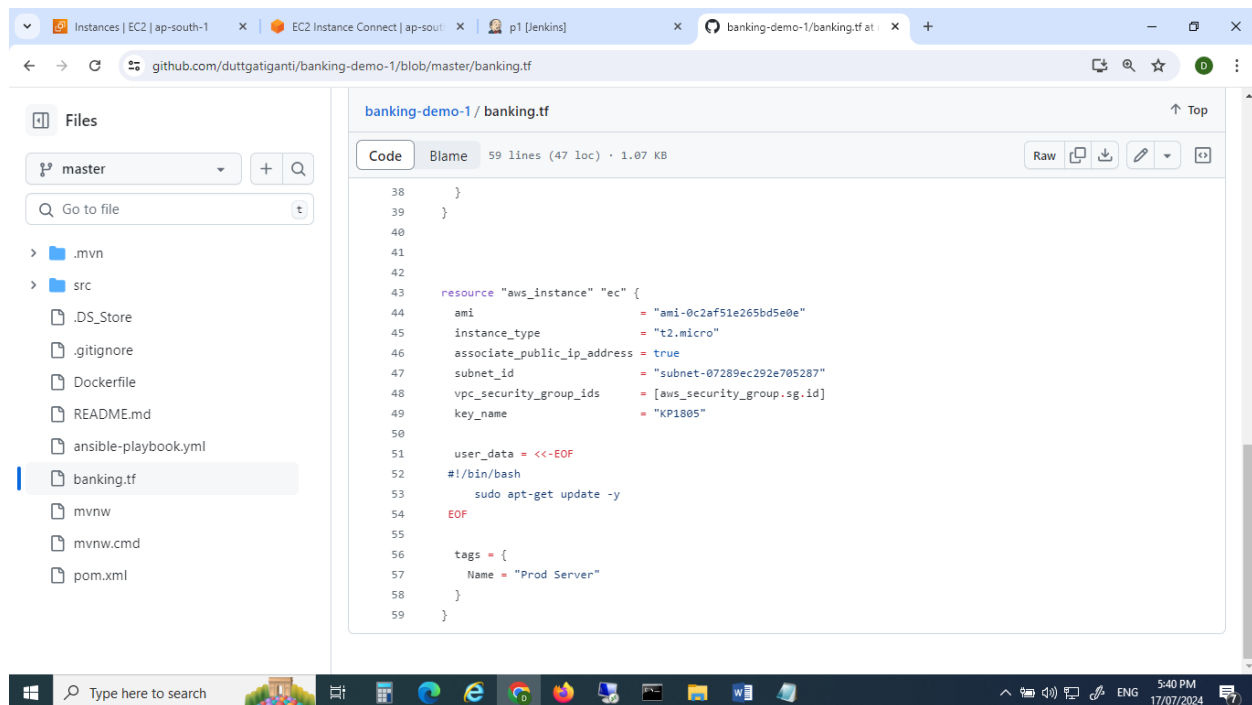 Instances | EC2 | ap-south-1
EC2 Instance Connect | ap-sout
p1 [Jenkins]
banking-demo-1/banking.tf at
github.com/duttgatiganti/banking-demo-1/blob/master/banking.tf
D
Files
master
Go to file
t
.mvn
src
.DS_Store
.gitignore
Dockerfile
README.md
ansible-playbook.yml
banking.tf
mvnw
mvnw.cmd
pom.xml
banking-demo-1 / banking.tf
Top
Code
Blame
59 lines (47 loc) · 1.07 KB
Raw
38 }
39 }
40
41
42
43 resource "aws_instance" "ec" {
44 ami = "ami-0c2af51e265bd5e0e"
45 instance_type = "t2.micro"
46 associate_public_ip_address = true
47 subnet_id = "subnet-07289ec292e705287"
48 vpc_security_group_ids = [aws_security_group.sg.id]
49 key_name = "KP1805"
50
51 user_data = <<-EOF
52 #!/bin/bash
53 sudo apt-get update -y
54 EOF
55
56 tags = {
57 Name = "Prod Server"
58 }
59 }
Type here to search
ENG
5:40 PM
17/07/2024
7